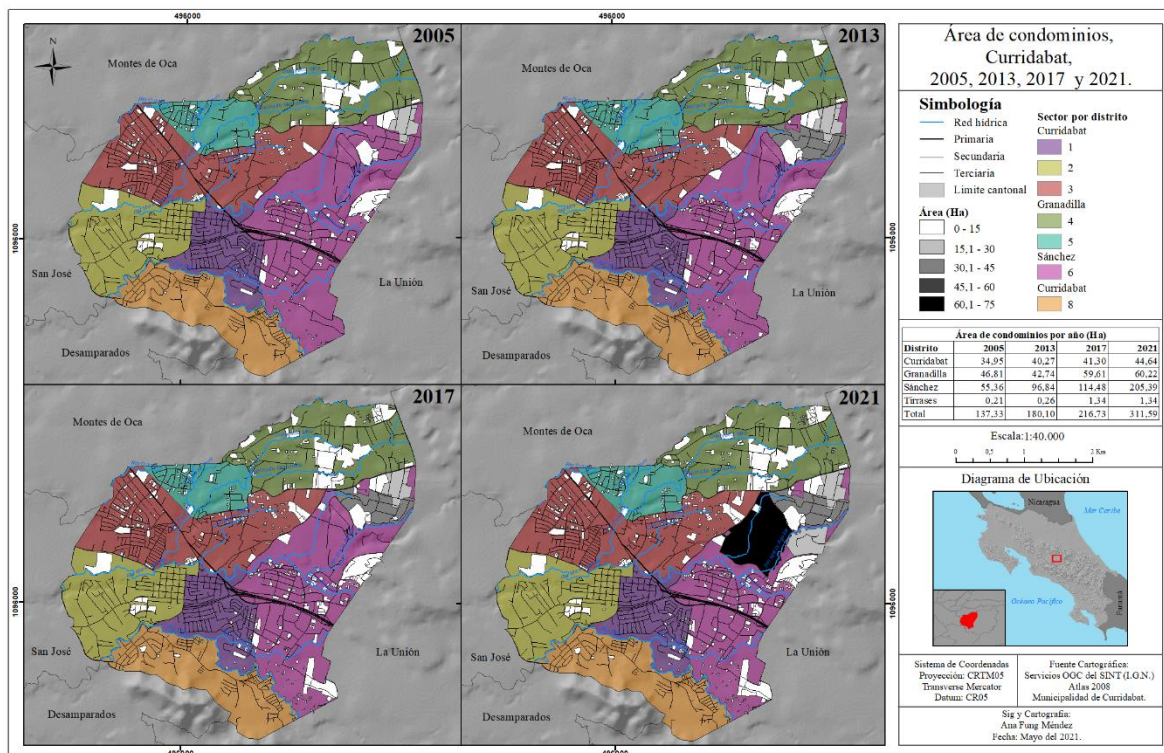 496000
496000
2005
N
Montes de Oca
1096000
San José
La Unión
Desamparados
2013
Montes de Oca
1096000
San José
La Unión
Desamparados
2017
Montes de Oca
1096000
San José
La Unión
Desamparados
496000
2021
Montes de Oca
1096000
San José
La Unión
Desamparados
496000
Área de condominios,
Curridabat,
2005, 2013, 2017 y 2021.
Simbología
Red hídrica
Primaria
Secundaria
Terciaria
Limite cantonal
Área (Ha)
0 - 15
15,1 - 30
30,1 - 45
45,1 - 60
60,1 - 75
Sector por distrito
Curridabat
1
2
3
Granadilla
4
5
Sánchez
6
Curridabat
8
Área de condominios por año (Ha)
Distrito 2005 2013 2017 2021
Curridabat 34,95 40,27 41,30 44,64
Granadilla 46,81 42,74 59,61 60,22
Sánchez 55,36 96,84 114,48 205,39
Tirrases 0,21 0,26 1,34 1,34
Total 137,33 180,10 216,73 311,59
Escala:1:40.000
0 0,5 1 2 Km
Diagrama de Ubicación
Nicaragua
Mar Caribe
Océano Pacífico
Panamá
Sistema de Coordenadas
Proyección: CRTM05
Transverse Mercator
Datum: CR05
Fuente Cartográfica:
Servicios OGC del SINT (I.G.N.)
Atlas 2008
Municipalidad de Curridabat.
Sig y Cartografía:
Ana Fung Méndez
Fecha: Mayo del 2021.